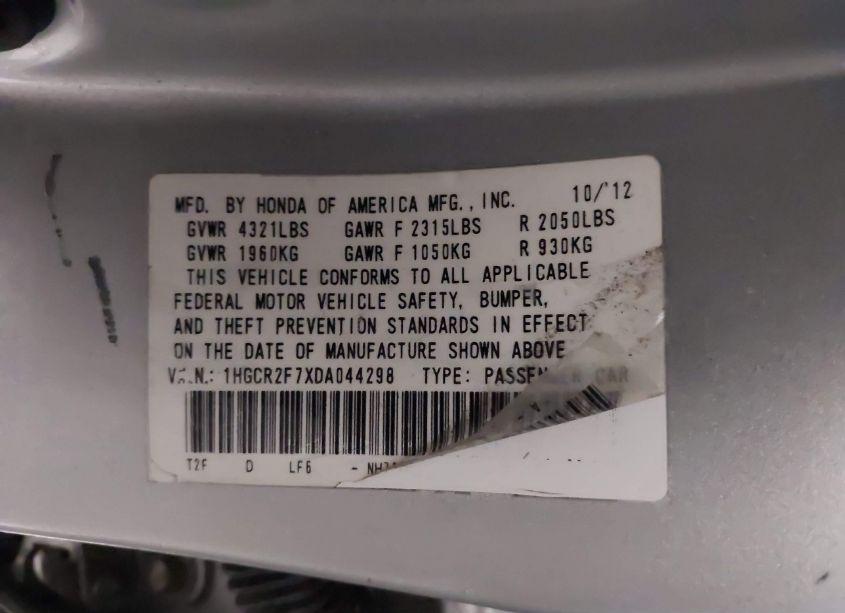 MFD. BY HONDA OF AMERICA MFG., INC. 10/'12
GVWR 4321LBS GAWR F 2315LBS R 2050LBS
GVWR 1960KG GAWR F 1050KG R 930KG
THIS VEHICLE CONFORMS TO ALL APPLICABLE
FEDERAL MOTOR VEHICLE SAFETY, BUMPER,
AND THEFT PREVENTION STANDARDS IN EFFECT
ON THE DATE OF MANUFACTURE SHOWN ABOVE
V.I.N.: 1HGCR2F7XDA044298 TYPE: PASSENGER CAR
T2F D LF6